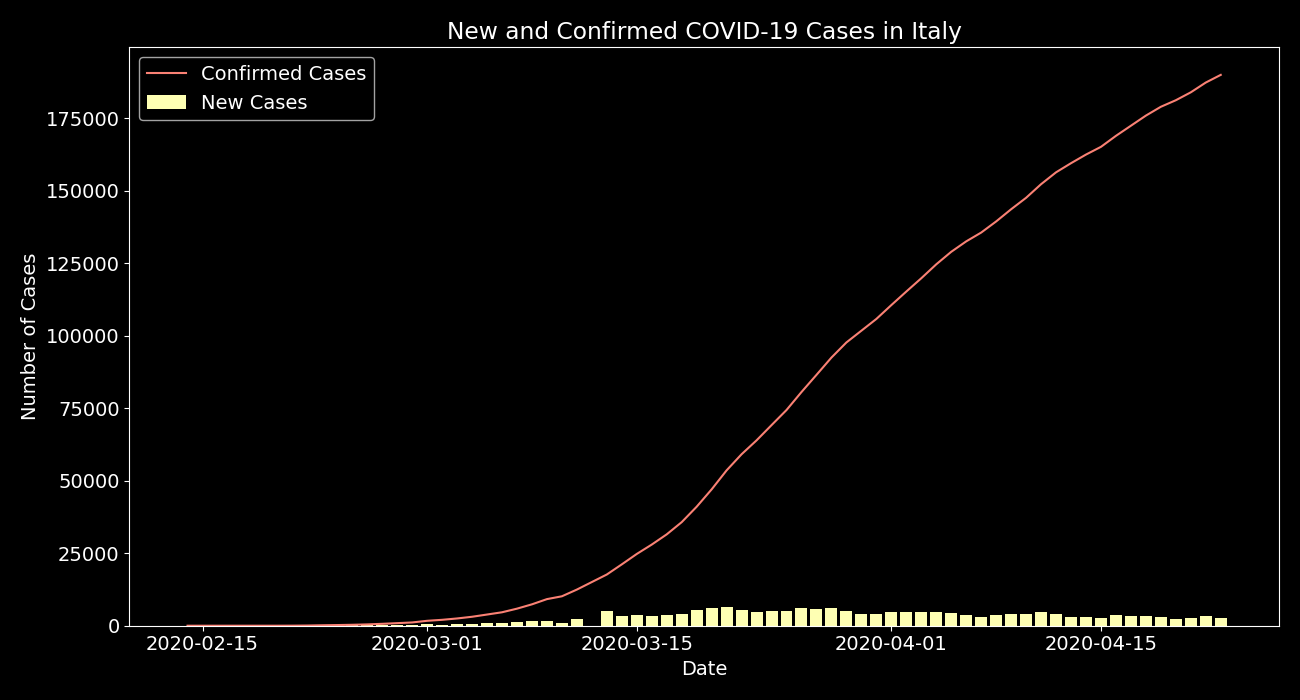 New and Confirmed COVID-19 Cases in Italy
Confirmed Cases
New Cases
175000
150000
125000
100000
75000
50000
25000
0
Number of Cases
2020-02-15 2020-03-01 2020-03-15 2020-04-01 2020-04-15
Date